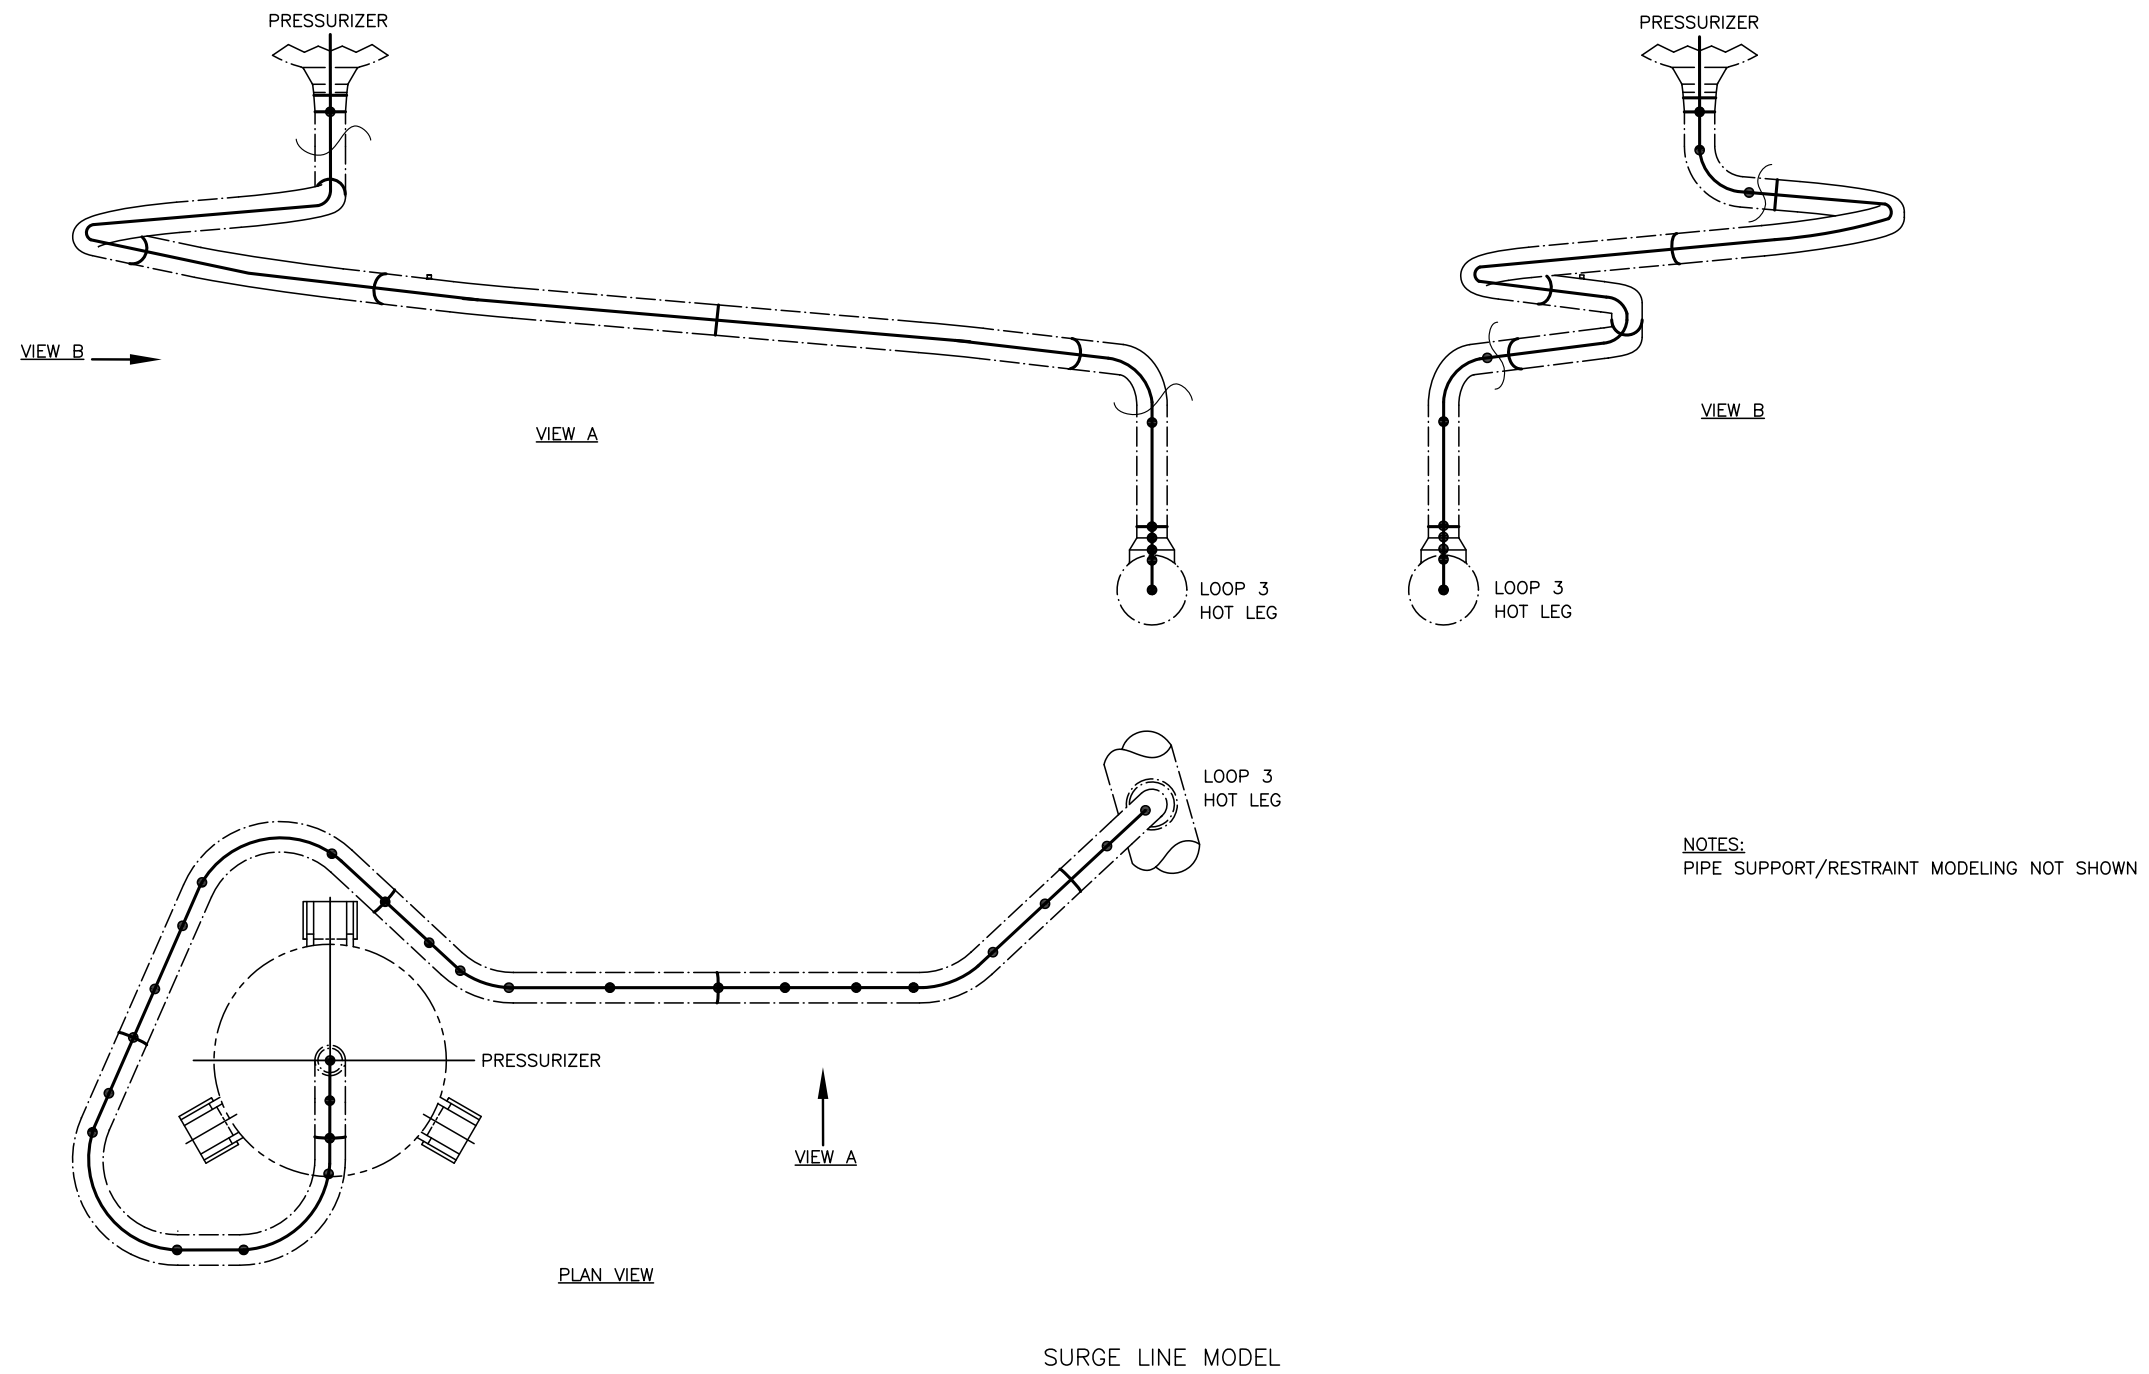 PRESSURIZER
PRESSURIZER
VIEW B
VIEW A
VIEW B
LOOP 3
HOT LEG
LOOP 3
HOT LEG
LOOP 3
HOT LEG
NOTES:
PIPE SUPPORT/RESTRAINT MODELING NOT SHOWN
PRESSURIZER
VIEW A
PLAN VIEW
SURGE LINE MODEL